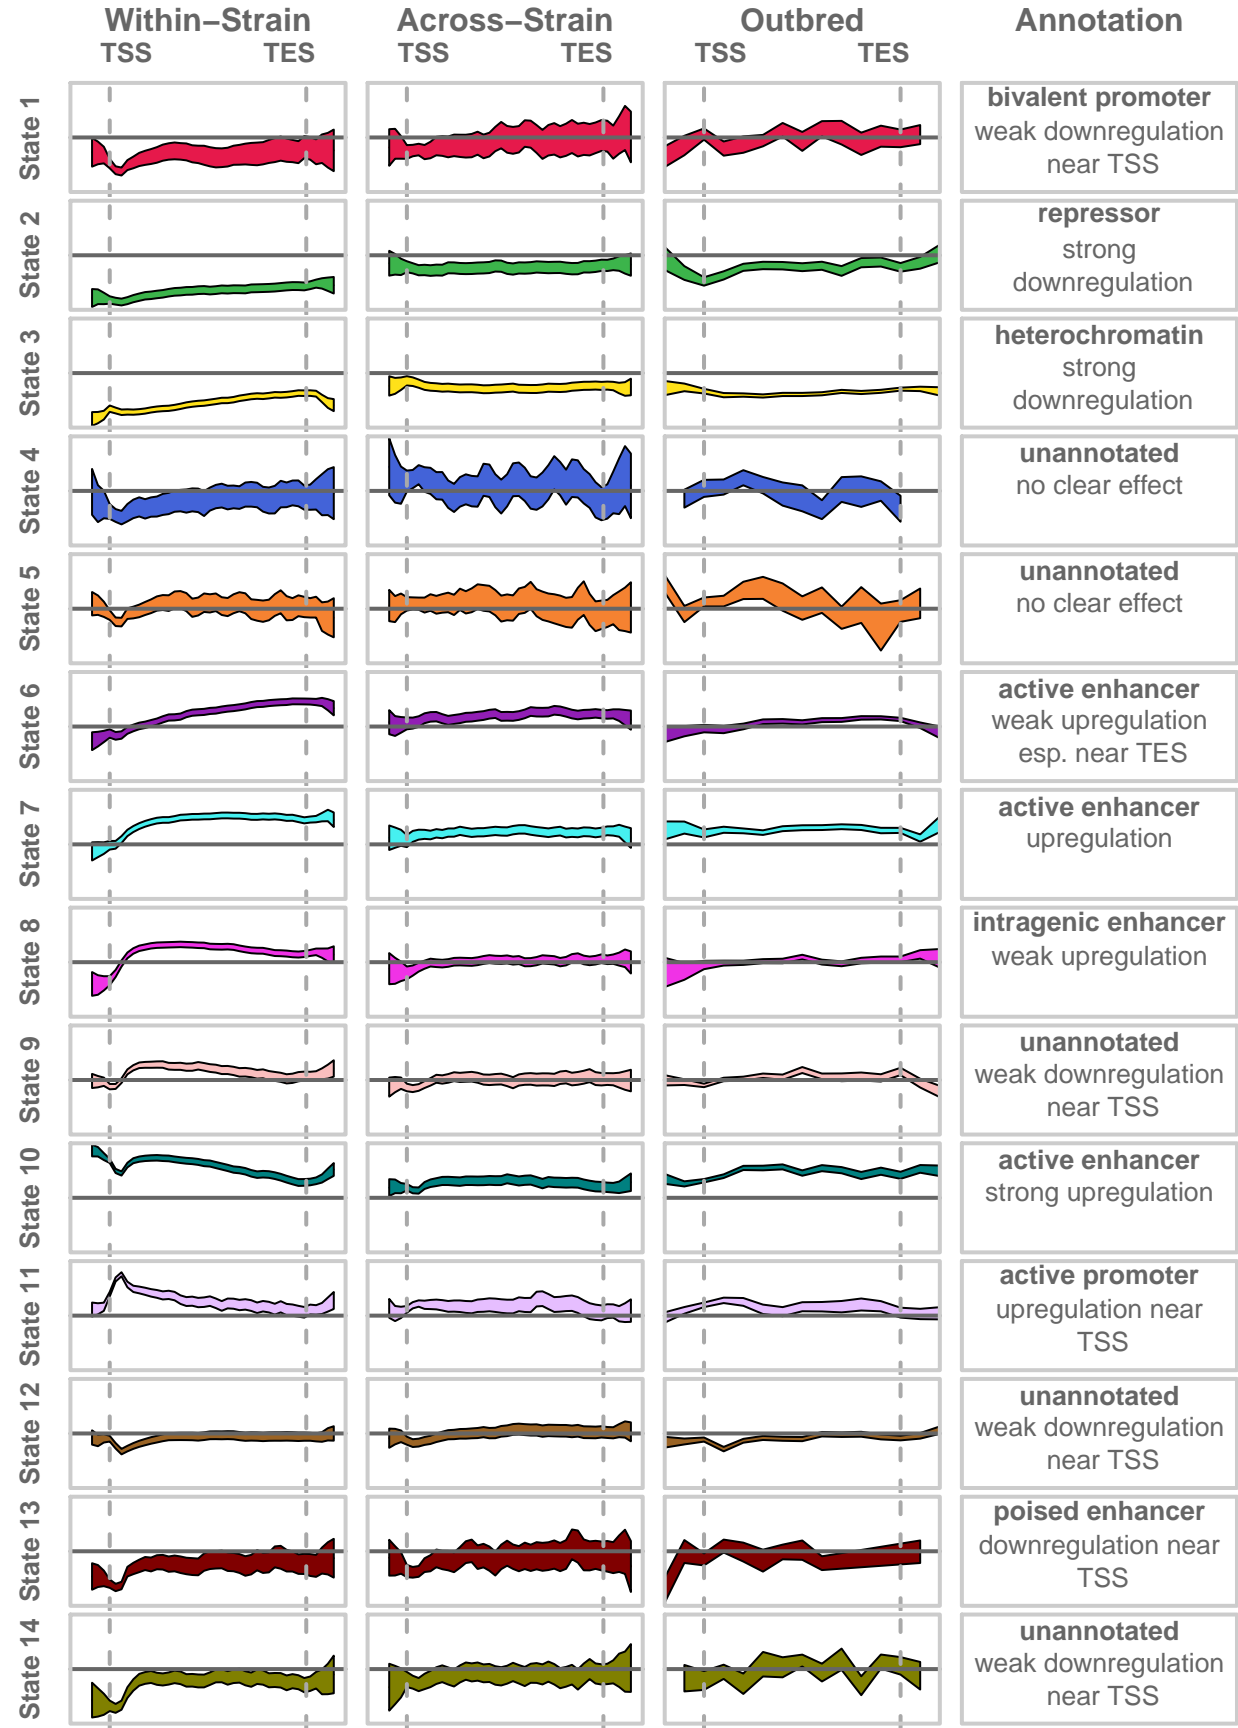 Within−Strain Across−Strain Outbred Annotation
TSS TES TSS TES TSS TES
State 1
bivalent promoter
weak downregulation
near TSS
State 2
repressor
strong
downregulation
State 3
heterochromatin
strong
downregulation
State 4
unannotated
no clear effect
State 5
unannotated
no clear effect
State 6
active enhancer
weak upregulation
esp. near TES
State 7
active enhancer
upregulation
State 8
intragenic enhancer
weak upregulation
State 9
unannotated
weak downregulation
near TSS
State 10
active enhancer
strong upregulation
State 11
active promoter
upregulation near
TSS
State 12
unannotated
weak downregulation
near TSS
State 13
poised enhancer
downregulation near
TSS
State 14
unannotated
weak downregulation
near TSS